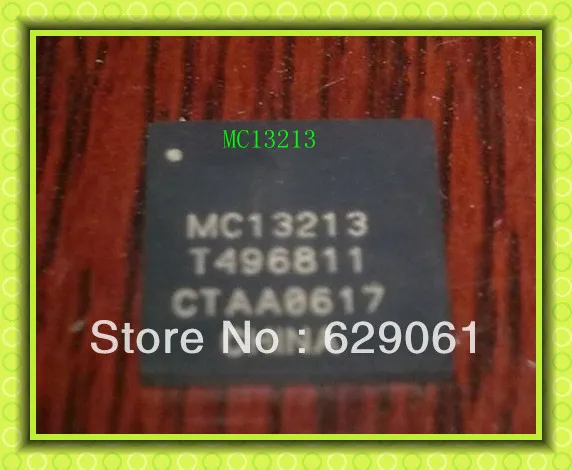 MC13213
MC13213
T496811
CTAA0617
Store No : 629061